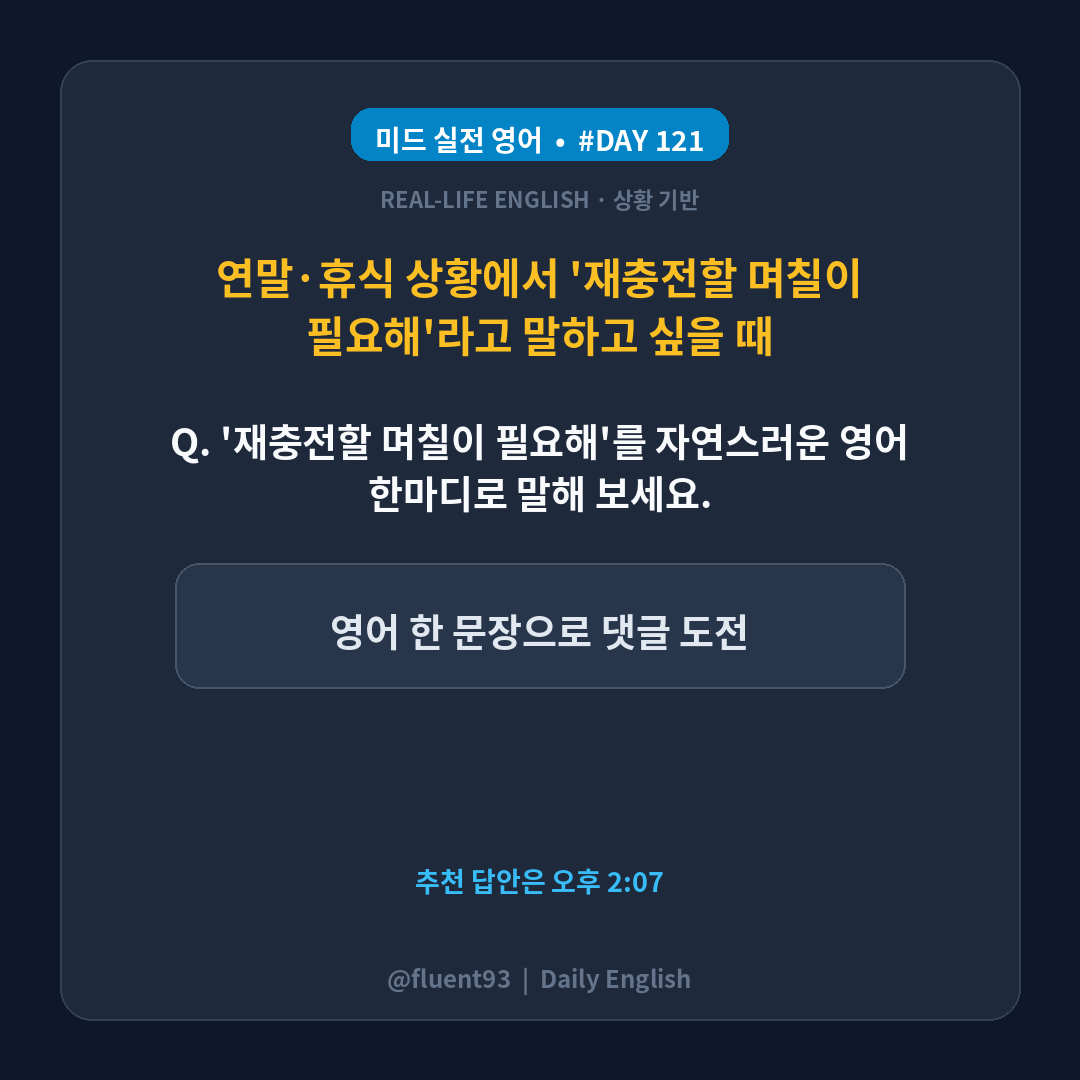 미드 실전 영어 • #DAY 121
REAL-LIFE ENGLISH · 상황 기반
연말·휴식 상황에서 '재충전할 며칠이
필요해'라고 말하고 싶을 때
Q. '재충전할 며칠이 필요해'를 자연스러운 영어
한마디로 말해 보세요.
영어 한 문장으로 댓글 도전
추천 답안은 오후 2:07
@fluent93 | Daily English